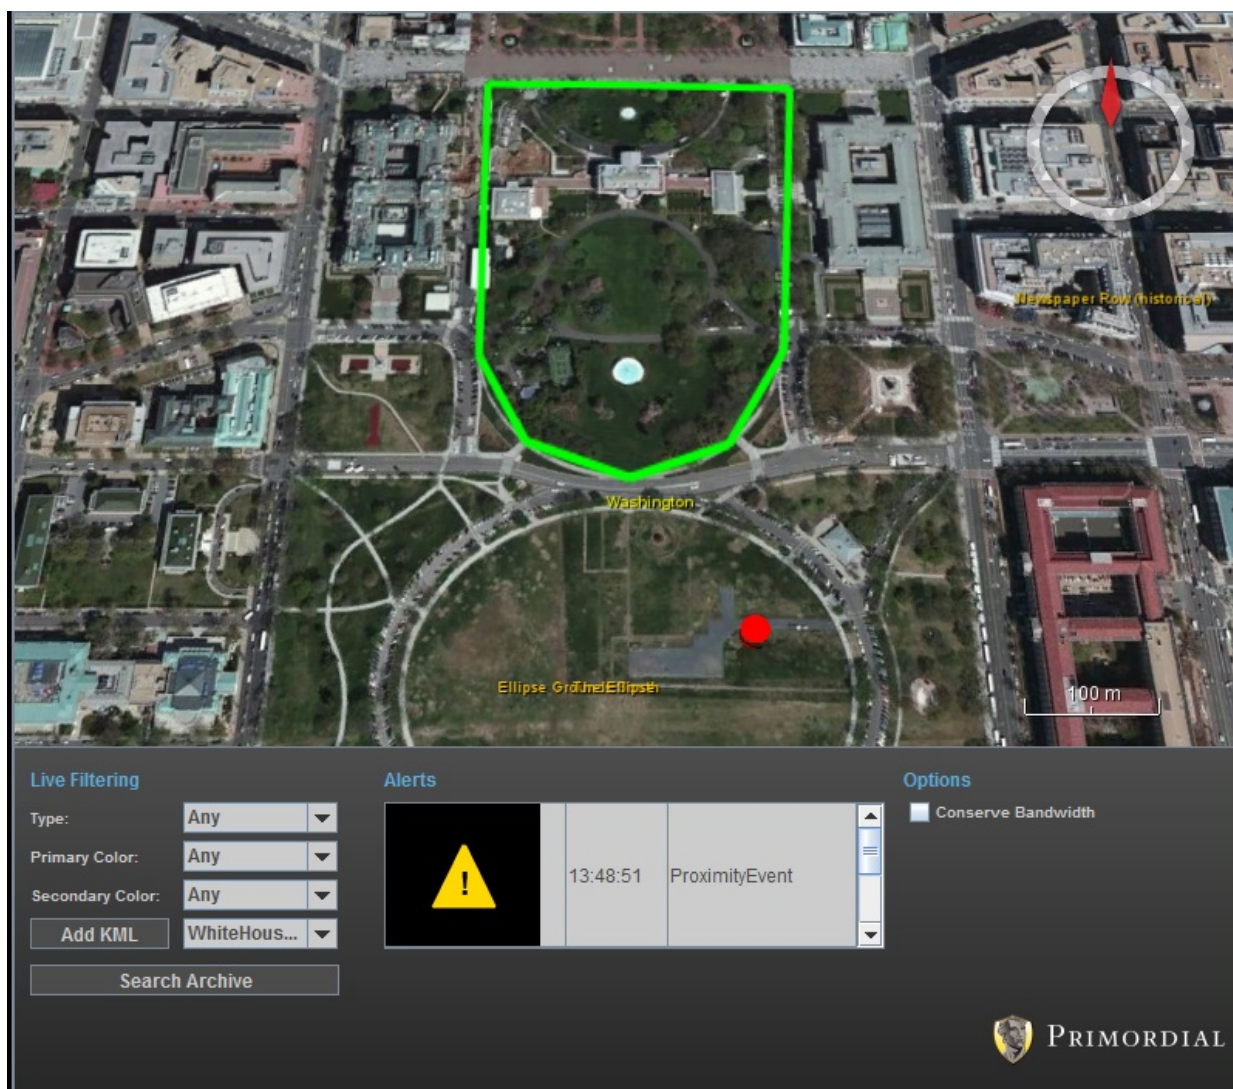 Newspaper Row (historical)
Washington
100 m
Live Filtering
Type:
Any
Primary Color:
Any
Secondary Color:
Any
Add KML
WhiteHous...
Search Archive
Alerts
!
13:48:51
ProximityEvent
Options
Conserve Bandwidth
PRIMORDIAL